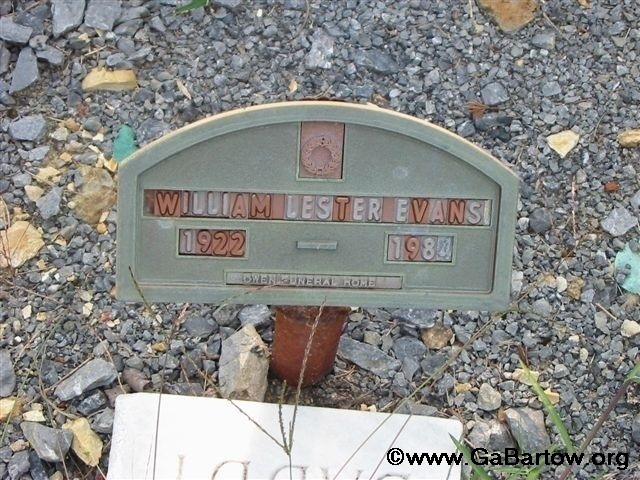 WILLIAM LESTER EVANS
1922 - 1984
OWEN FUNERAL HOME
©www.GaBartow.org